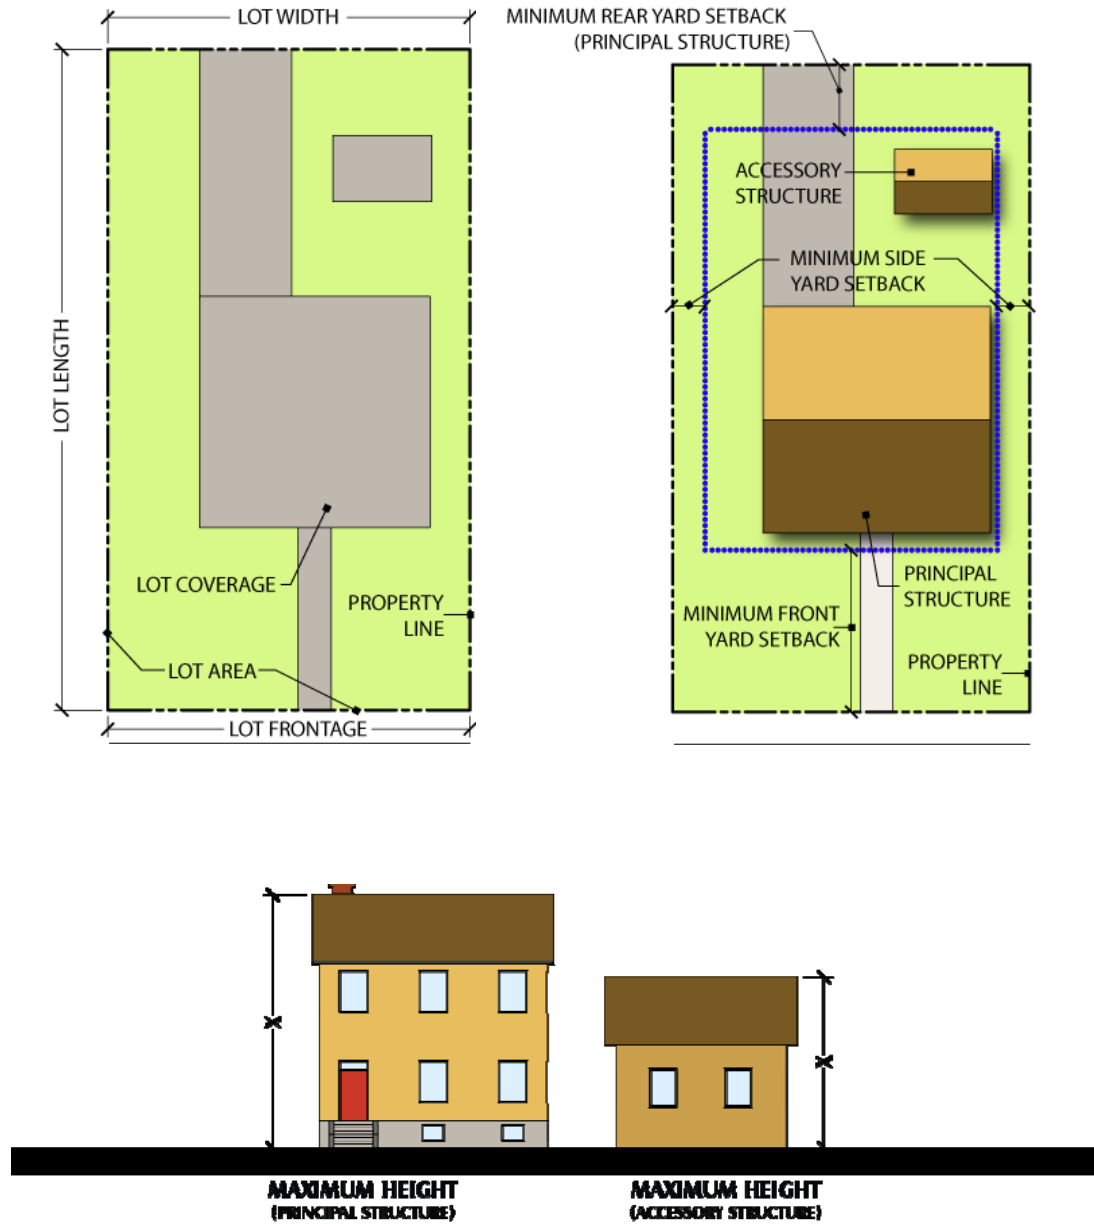 LOT WIDTH
MINIMUM REAR YARD SETBACK
(PRINCIPAL STRUCTURE)
ACCESSORY
STRUCTURE
MINIMUM SIDE
YARD SETBACK
LOT LENGTH
LOT COVERAGE
PROPERTY
LINE
LOT AREA
LOT FRONTAGE
PRINCIPAL
STRUCTURE
MINIMUM FRONT
YARD SETBACK
PROPERTY
LINE
X
X
MAXIMUM HEIGHT
(PRINCIPAL STRUCTURE)
MAXIMUM HEIGHT
(ACCESSORY STRUCTURE)